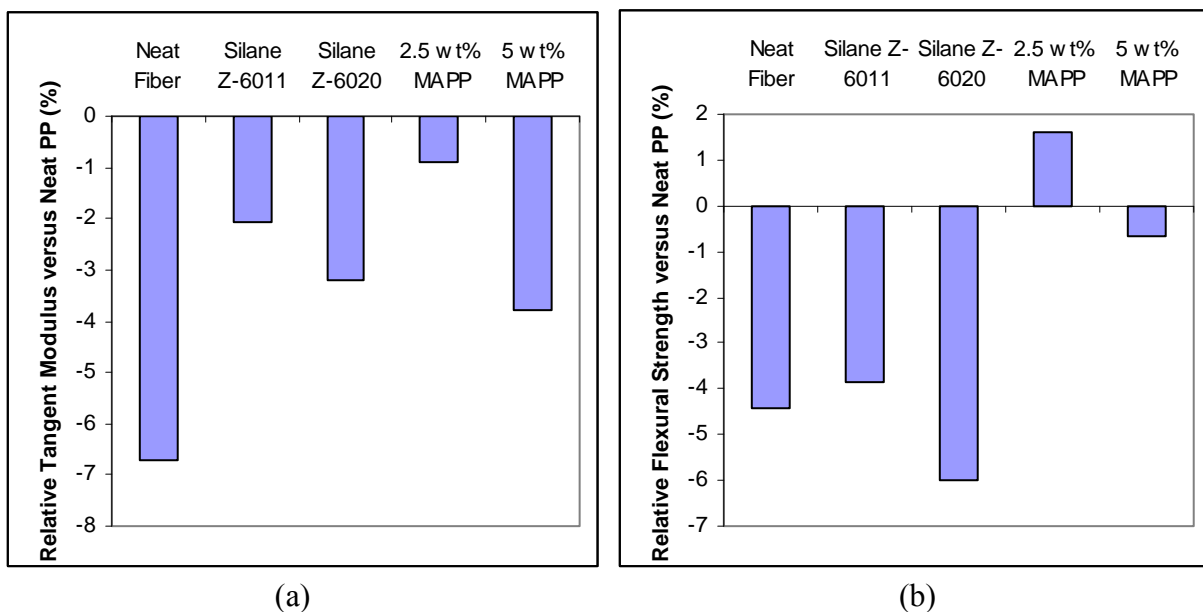 Neat Silane Silane 2.5 wt% 5 wt%
Fiber Z-6011 Z-6020 MAPP MAPP
Relative Tangent Modulus versus Neat PP (%)
0
-1
-2
-3
-4
-5
-6
-7
-8
(a)
Neat Silane Z- Silane Z- 2.5 wt% 5 wt%
Fiber 6011 6020 MAPP MAPP
Relative Flexural Strength versus Neat PP (%)
2
1
0
-1
-2
-3
-4
-5
-6
-7
(b)